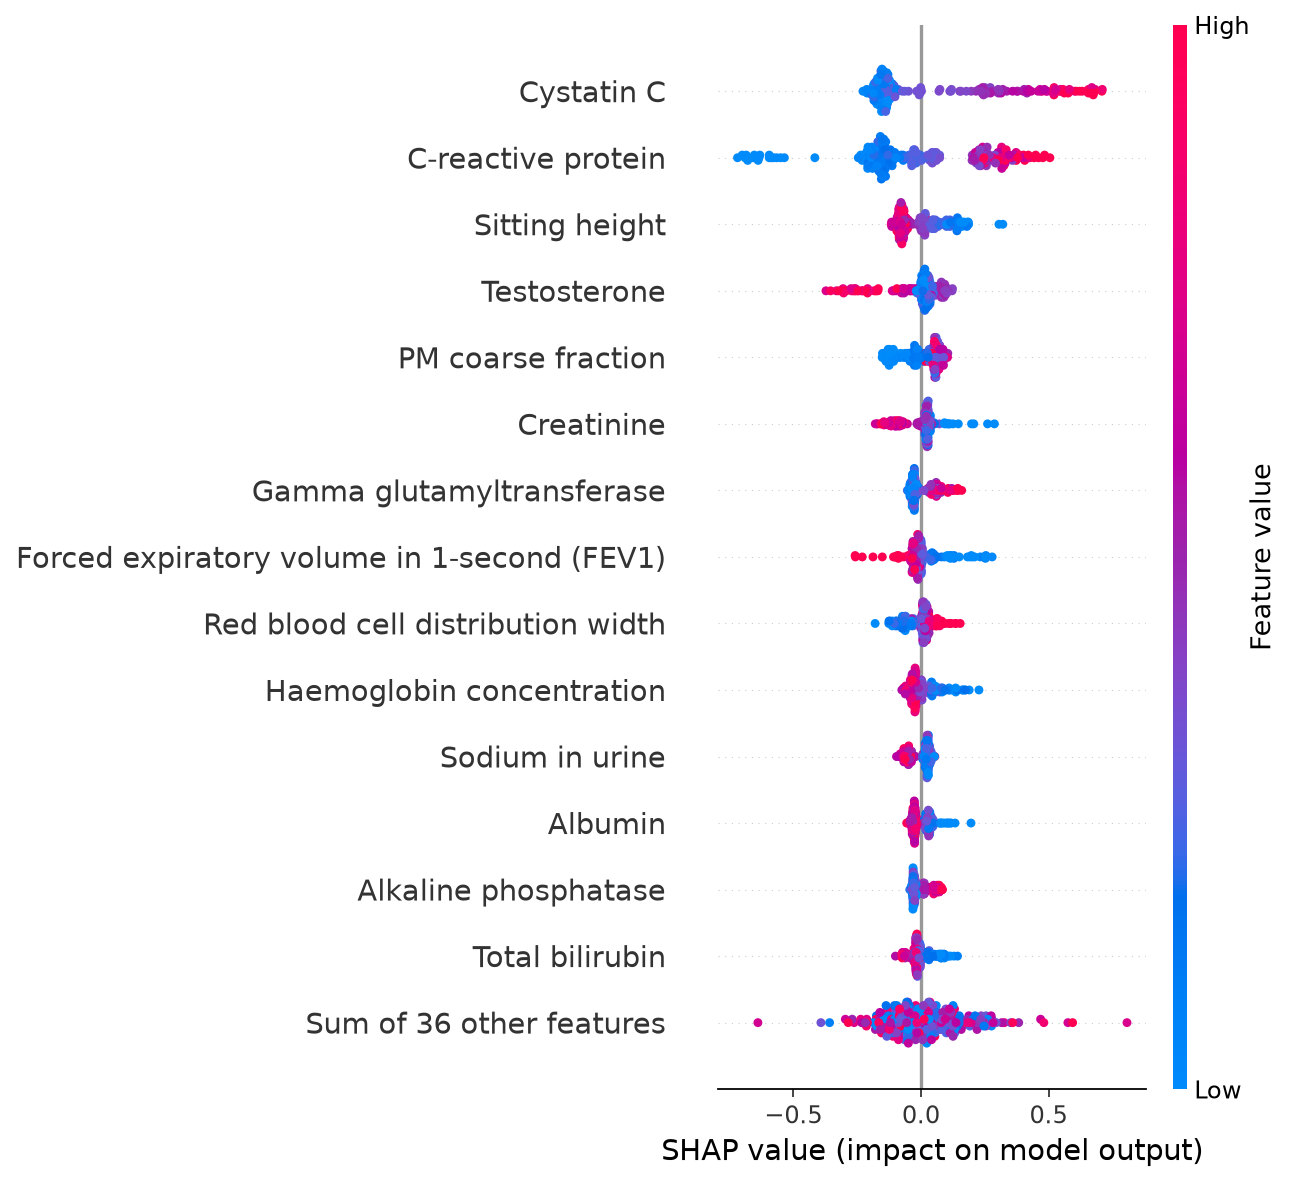 High
Cystatin C
C-reactive protein
Sitting height
Testosterone
PM coarse fraction
Creatinine
Gamma glutamyltransferase
Forced expiratory volume in 1-second (FEV1)
Red blood cell distribution width
Haemoglobin concentration
Sodium in urine
Albumin
Alkaline phosphatase
Total bilirubin
Sum of 36 other features
Feature value
Low
−0.5 0.0 0.5
SHAP value (impact on model output)